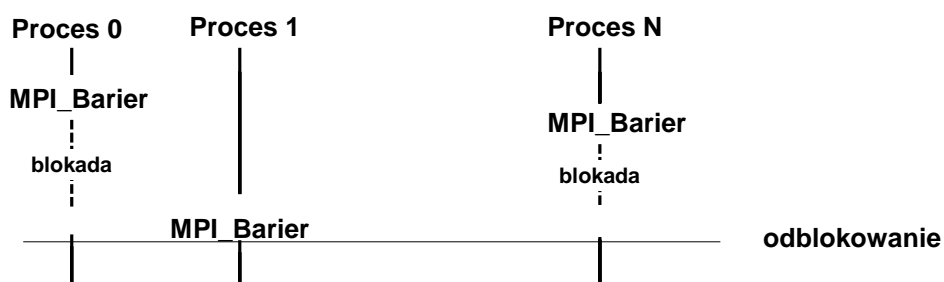 Proces 0 Proces 1 Proces N
MPI_Barier
MPI_Barier
blokada
blokada
MPI_Barier
odblokowanie